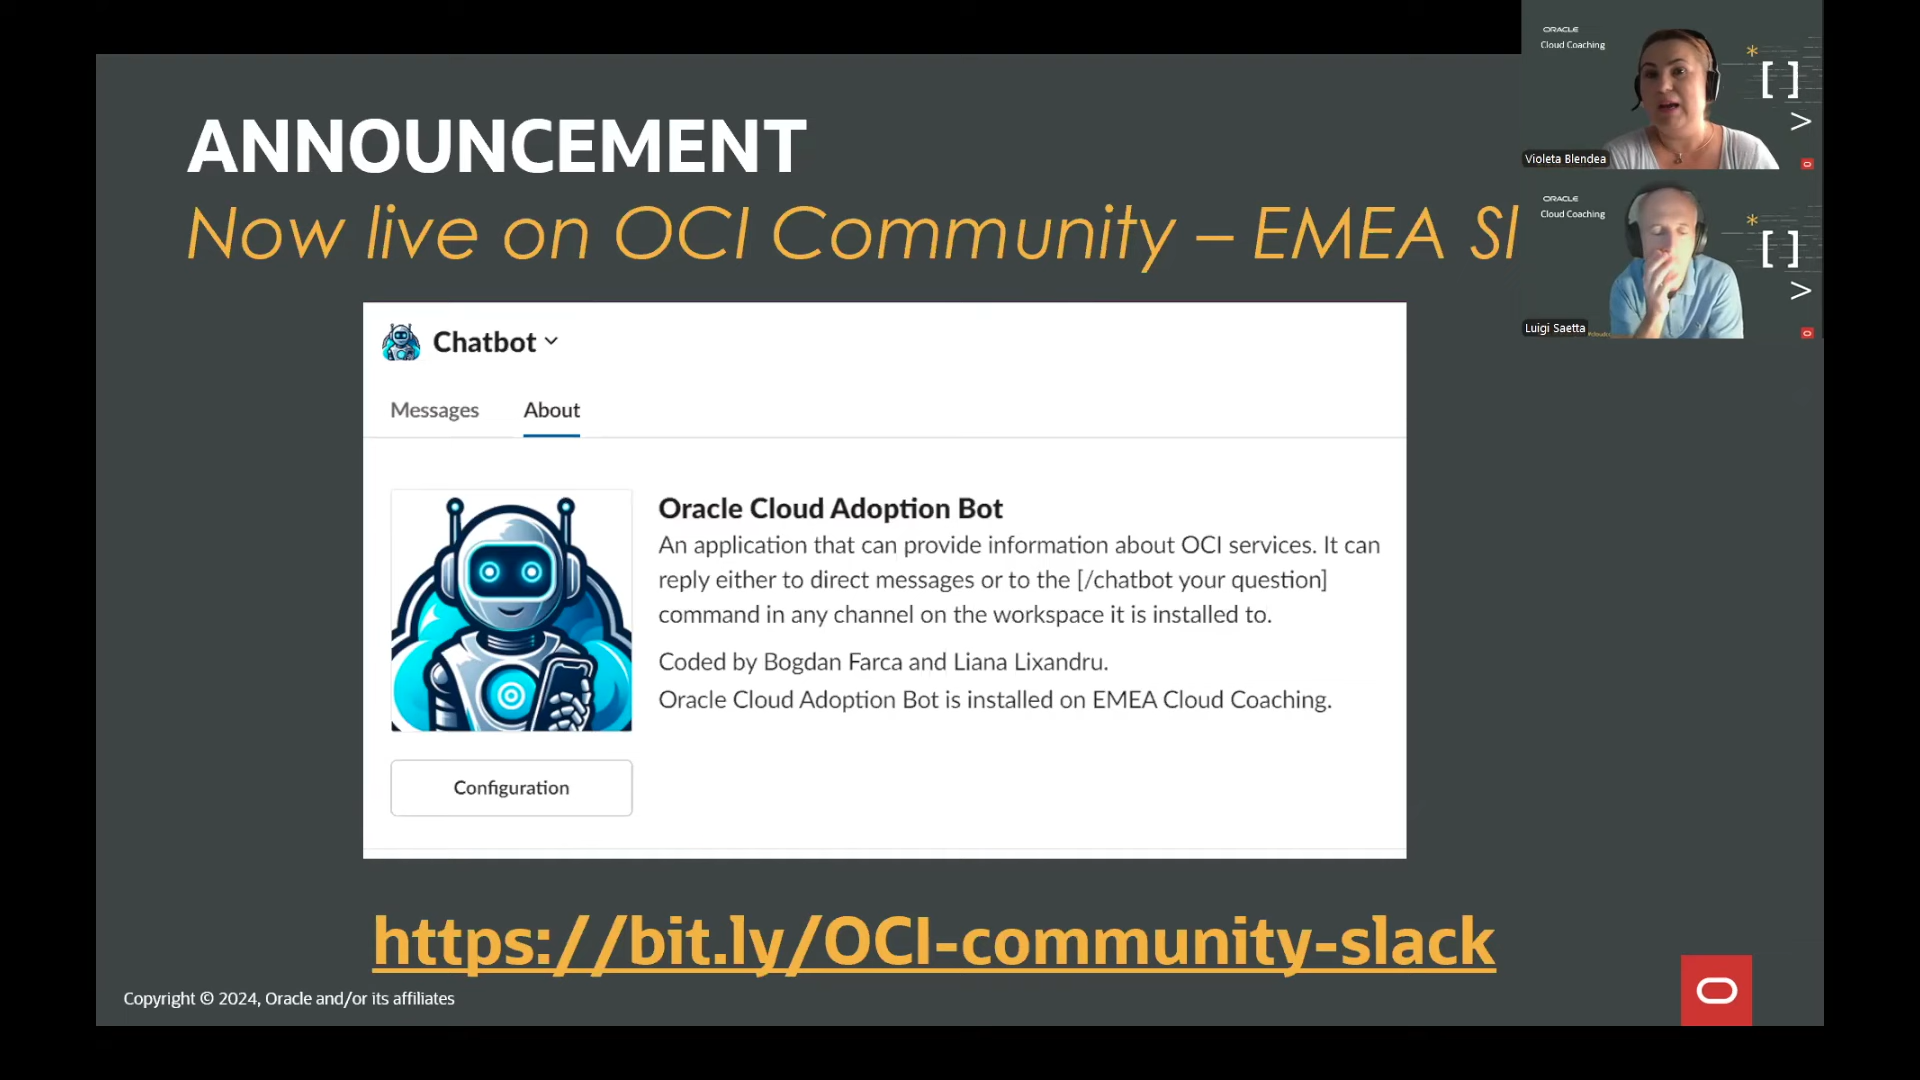 ANNOUNCEMENT
Now live on OCI Community – EMEA Sl
Chatbot
Messages About
Oracle Cloud Adoption Bot
An application that can provide information about OCI services. It can
reply either to direct messages or to the [/chatbot your question]
command in any channel on the workspace it is installed to.
Coded by Bogdan Farca and Liana Lixandru.
Oracle Cloud Adoption Bot is installed on EMEA Cloud Coaching.
Configuration
https://bit.ly/OCI-community-slack
Copyright © 2024, Oracle and/or its affiliates
ORACLE
Cloud Coaching
* [ ] >
Violeta Blendea
ORACLE
Cloud Coaching
* [ ] >
Luigi Saetta